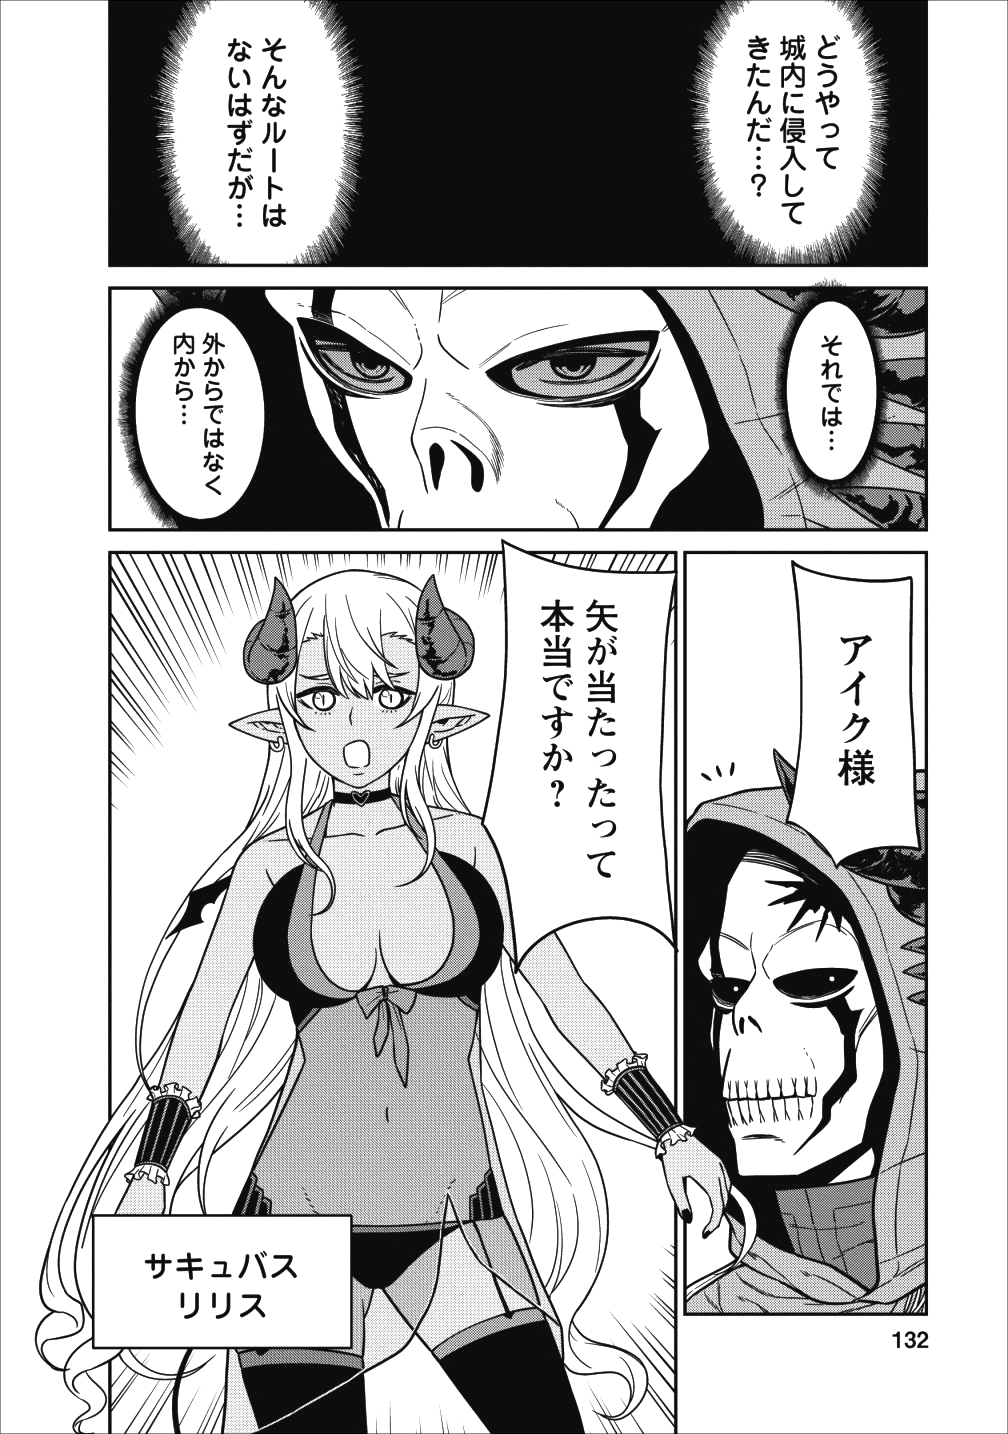 どうやって
城内に侵入して
きたんだ…？
そんなルートは
ないはずだが…
それでは…
外からではなく
内から…
アイク様
矢が当たったって
本当ですか？
サキュバス
リリス
132